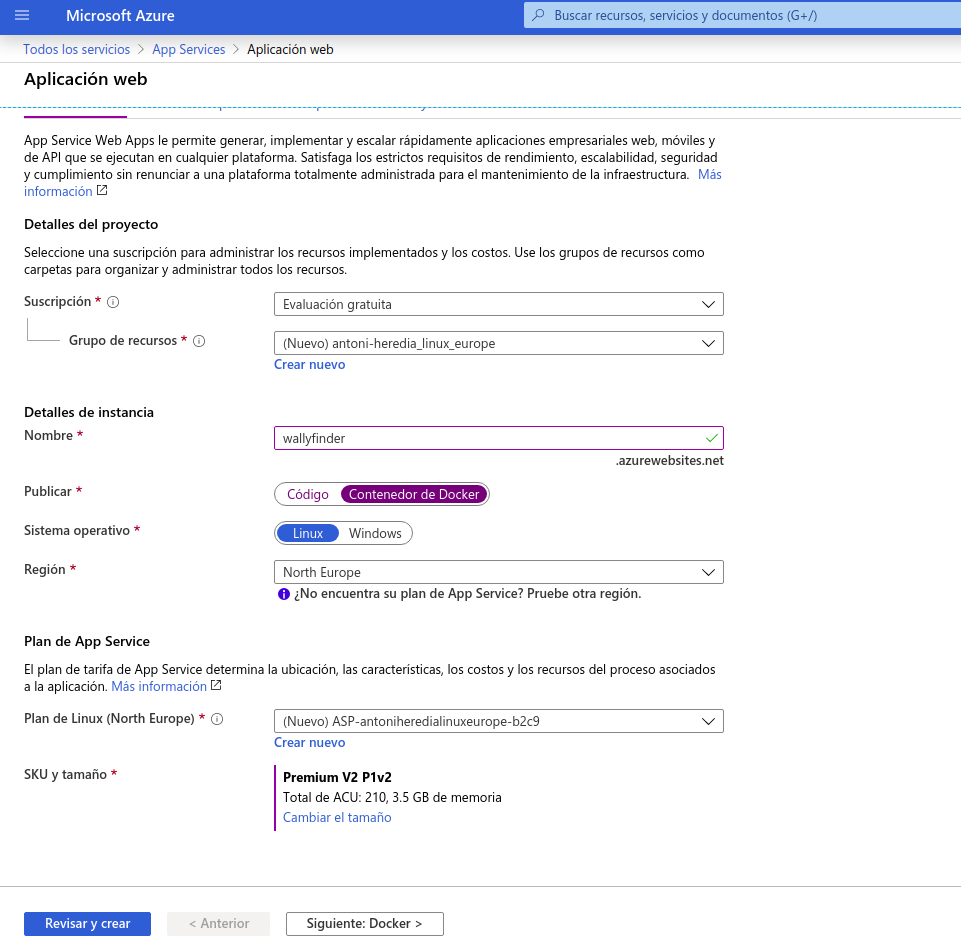 Microsoft Azure
Buscar recursos, servicios y documentos (G+/)
Todos los servicios > App Services > Aplicación web
Aplicación web
App Service Web Apps le permite generar, implementar y escalar rápidamente aplicaciones empresariales web, móviles y
de API que se ejecutan en cualquier plataforma. Satisfaga los estrictos requisitos de rendimiento, escalabilidad, seguridad
y cumplimiento sin renunciar a una plataforma totalmente administrada para el mantenimiento de la infraestructura. Más
información
Detalles del proyecto
Seleccione una suscripción para administrar los recursos implementados y los costos. Use los grupos de recursos como
carpetas para organizar y administrar todos los recursos.
Suscripción *
Evaluación gratuita
Grupo de recursos *
(Nuevo) antoni-heredia_linux_europe
Crear nuevo
Detalles de instancia
Nombre *
wallyfinder
.azurewebsites.net
Publicar *
Código Contenedor de Docker
Sistema operativo *
Linux Windows
Región *
North Europe
¿No encuentra su plan de App Service? Pruebe otra región.
Plan de App Service
El plan de tarifa de App Service determina la ubicación, las características, los costos y los recursos del proceso asociados
a la aplicación. Más información
Plan de Linux (North Europe) *
(Nuevo) ASP-antoniheredialinuxeurope-b2c9
Crear nuevo
SKU y tamaño *
Premium V2 P1v2
Total de ACU: 210, 3.5 GB de memoria
Cambiar el tamaño
Revisar y crear
< Anterior
Siguiente: Docker >